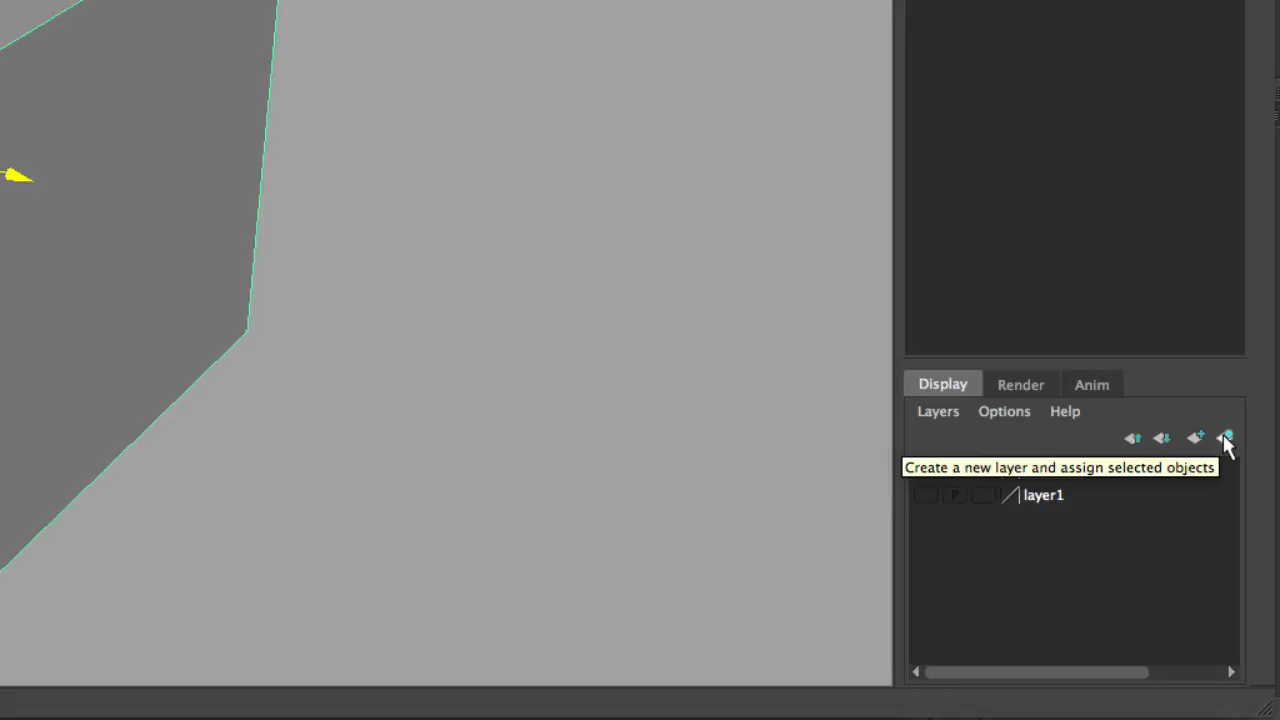 Display Render Anim
Layers Options Help
Create a new layer and assign selected objects
P layer1